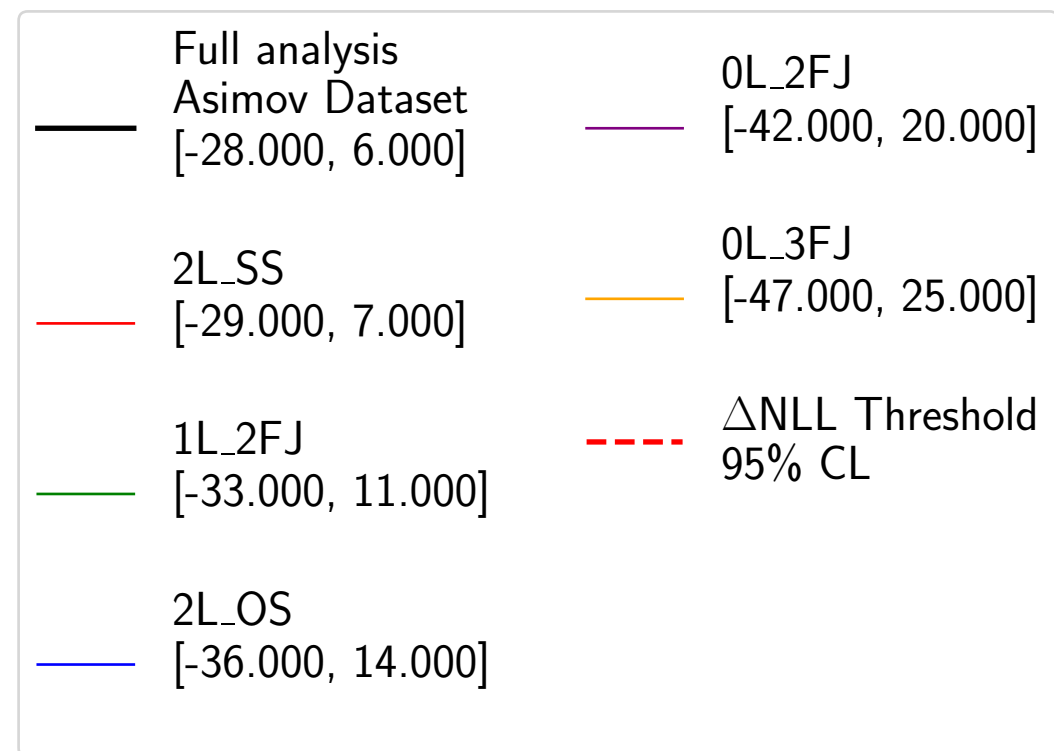 Full analysis
Asimov Dataset
[-28.000, 6.000]
2L_SS
[-29.000, 7.000]
1L_2FJ
[-33.000, 11.000]
2L_OS
[-36.000, 14.000]
0L_2FJ
[-42.000, 20.000]
0L_3FJ
[-47.000, 25.000]
ΔNLL Threshold
95% CL